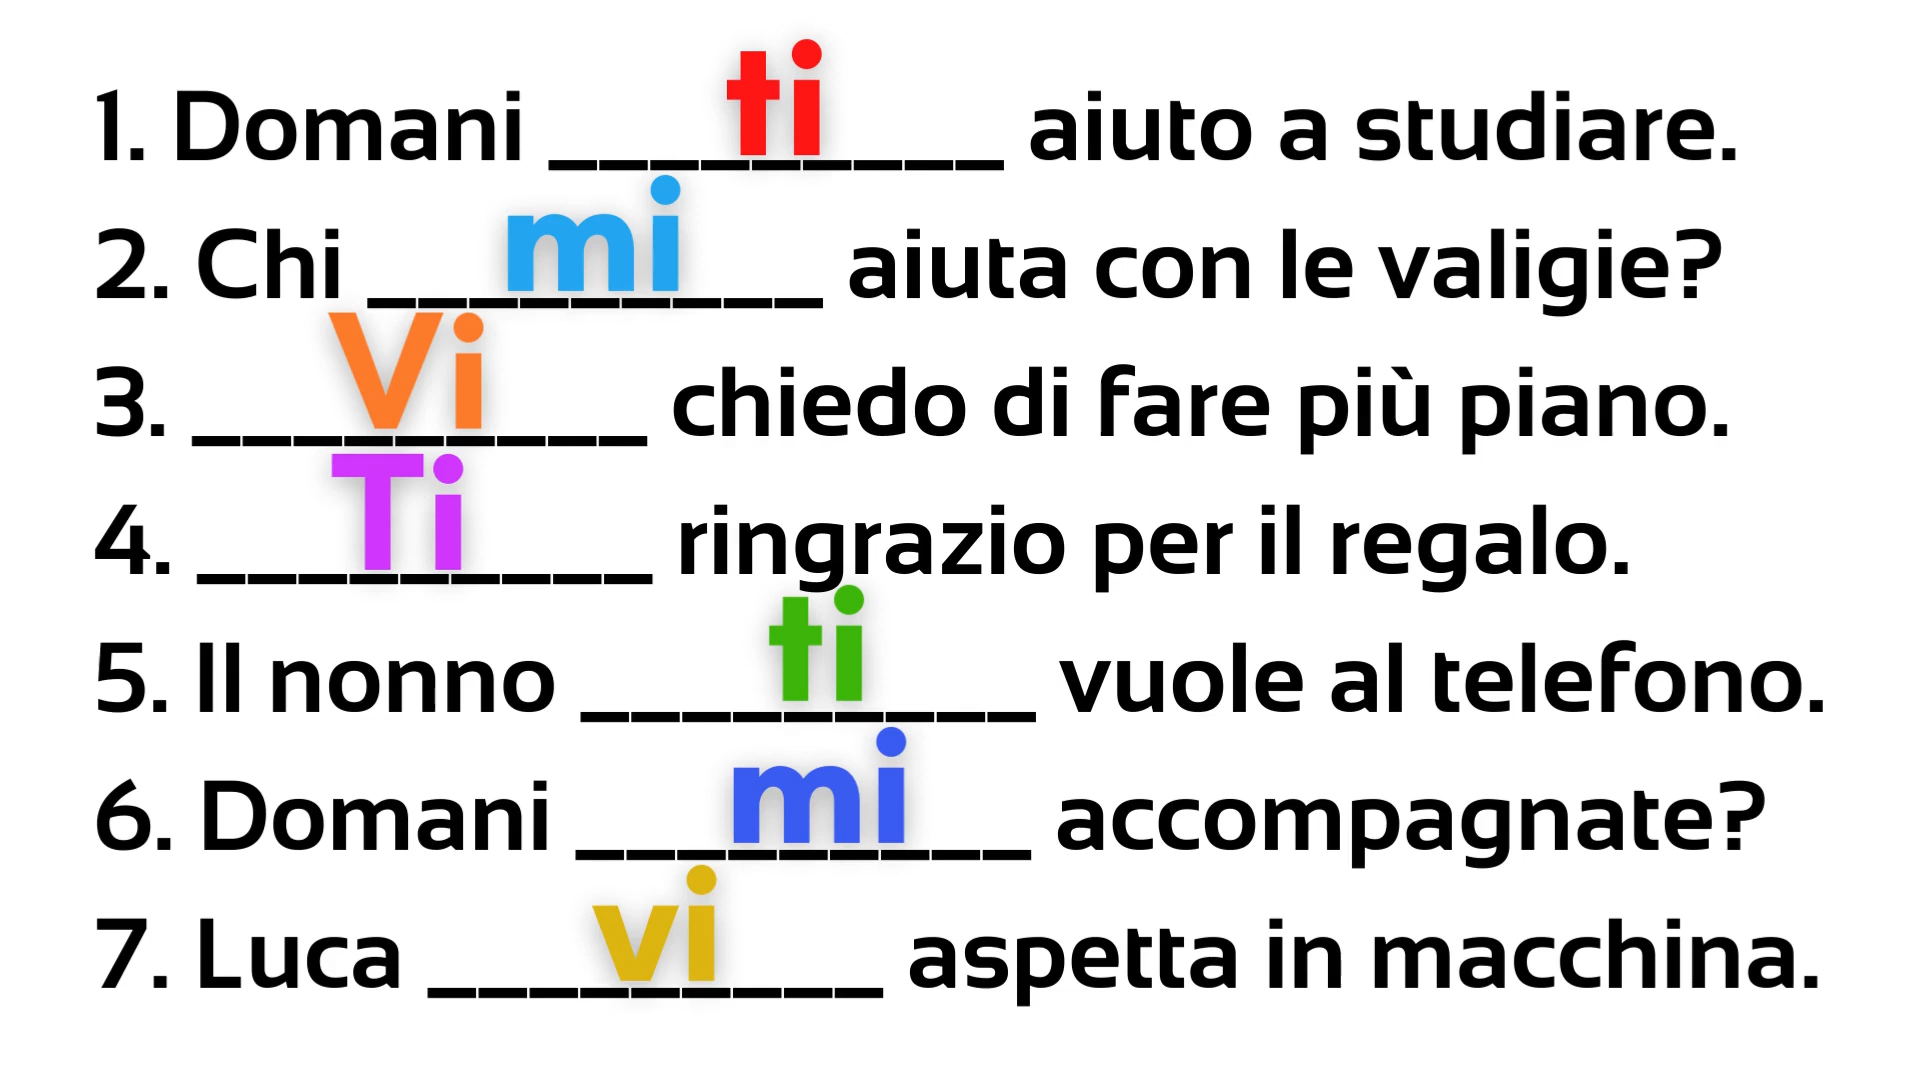 1. Domani ti aiuto a studiare.
2. Chi mi aiuta con le valigie?
3. Vi chiedo di fare più piano.
4. Ti ringrazio per il regalo.
5. Il nonno ti vuole al telefono.
6. Domani mi accompagnate?
7. Luca vi aspetta in macchina.